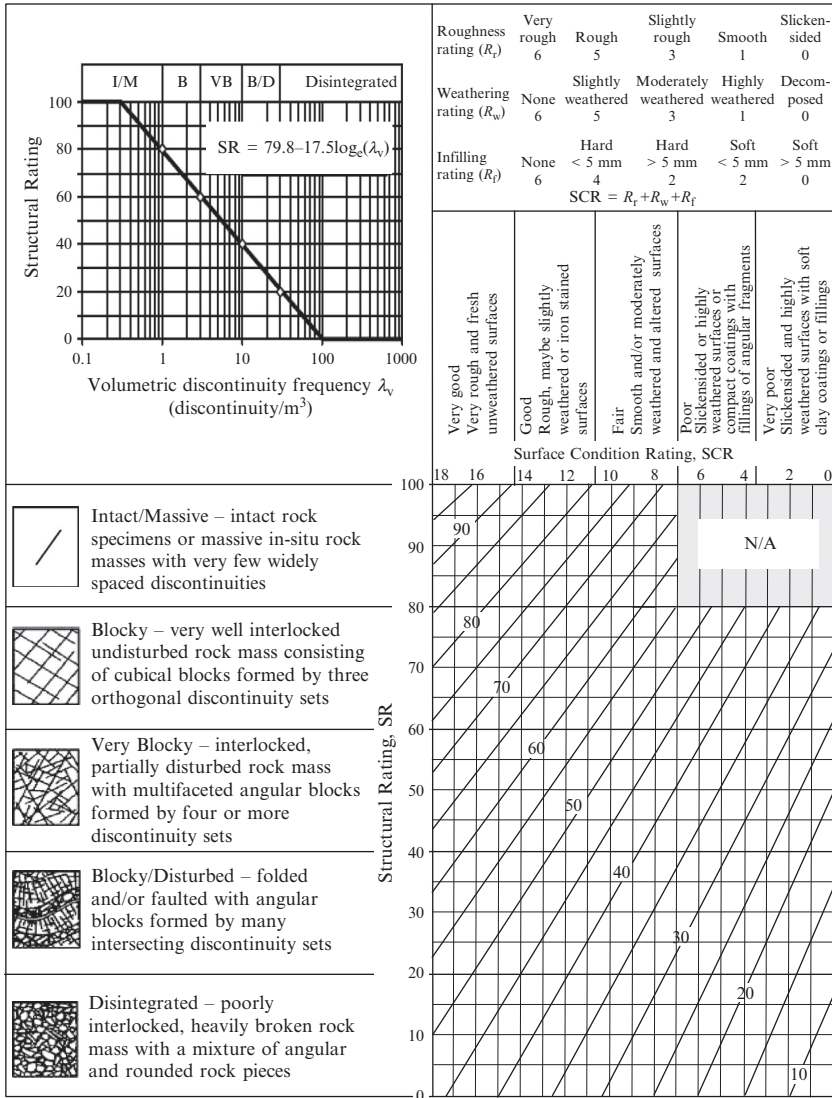 I/M B VB B/D Disintegrated
100
80
60
40
20
0
SR = 79.8–17.5logₑ(λᵥ)
Structural Rating
0.1 1 10 100 1000
Volumetric discontinuity frequency λᵥ
(discontinuity/m³)
Roughness rating (Rᵣ)
Very rough 6
Rough 5
Slightly rough 3
Smooth 1
Slicken-sided 0
Weathering rating (R_w)
None 6
Slightly weathered 5
Moderately weathered 3
Highly weathered 1
Decom-posed 0
Infilling rating (R_f)
None 6
Hard < 5 mm 4
Hard > 5 mm 2
Soft < 5 mm 2
Soft > 5 mm 0
SCR = Rᵣ+R_w+R_f
Very good
Very rough and fresh
unweathered surfaces
Good
Rough, maybe slightly
weathered or iron stained
surfaces
Fair
Smooth and/or moderately
weathered and altered surfaces
Poor
Slickensided or highly
weathered surfaces or
compact coatings with
fillings of angular fragments
Very poor
Slickensided and highly
weathered surfaces with soft
clay coatings or fillings
Surface Condition Rating, SCR
18 16 14 12 10 8 6 4 2 0
Intact/Massive – intact rock
specimens or massive in-situ rock
masses with very few widely
spaced discontinuities
Blocky – very well interlocked
undisturbed rock mass consisting
of cubical blocks formed by three
orthogonal discontinuity sets
Very Blocky – interlocked,
partially disturbed rock mass
with multifaceted angular blocks
formed by four or more
discontinuity sets
Blocky/Disturbed – folded
and/or faulted with angular
blocks formed by many
intersecting discontinuity sets
Disintegrated – poorly
interlocked, heavily broken rock
mass with a mixture of angular
and rounded rock pieces
Structural Rating, SR
100
90
80
70
60
50
40
30
20
10
0
N/A
90
80
70
60
50
40
30
20
10